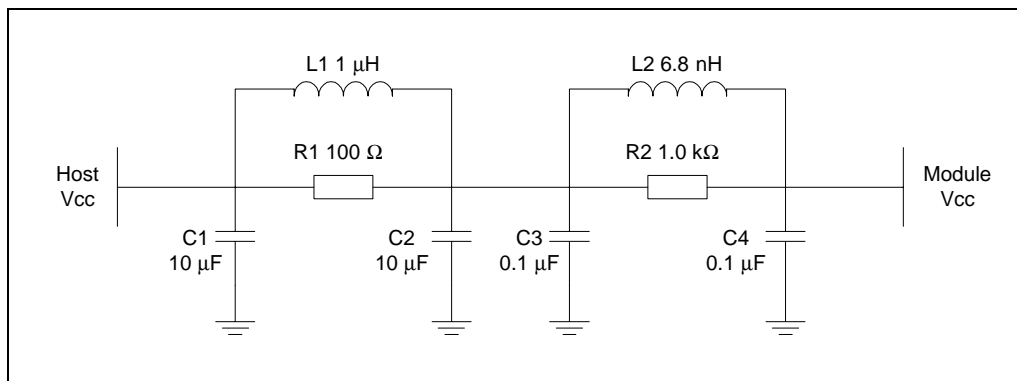 L1 1 μH
L2 6.8 nH
R1 100 Ω
R2 1.0 kΩ
Host
Vcc
Module
Vcc
C1
10 μF
C2
10 μF
C3
0.1 μF
C4
0.1 μF